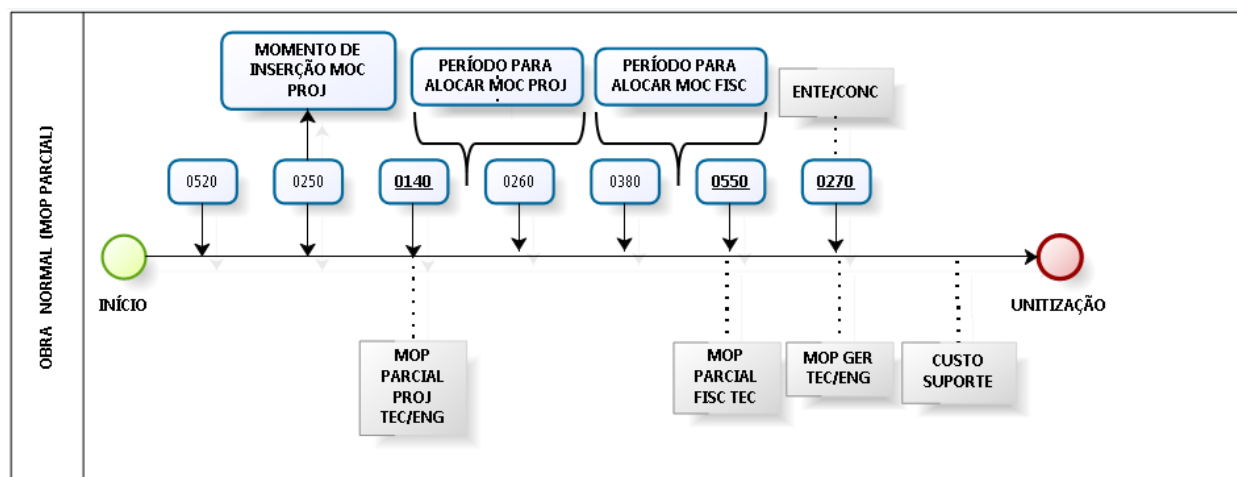 OBRA NORMAL (MOP PARCIAL)
MOMENTO DE
INSERÇÃO MOC
PROJ
PERÍODO PARA
ALOCAR MOC PROJ
PERÍODO PARA
ALOCAR MOC FISC
ENTE/CONC
0520
0250
0140
0260
0380
0550
0270
INÍCIO
UNITIZAÇÃO
MOP
PARCIAL
PROJ
TEC/ENG
MOP
PARCIAL
FISC TEC
MOP GER
TEC/ENG
CUSTO
SUPORTE